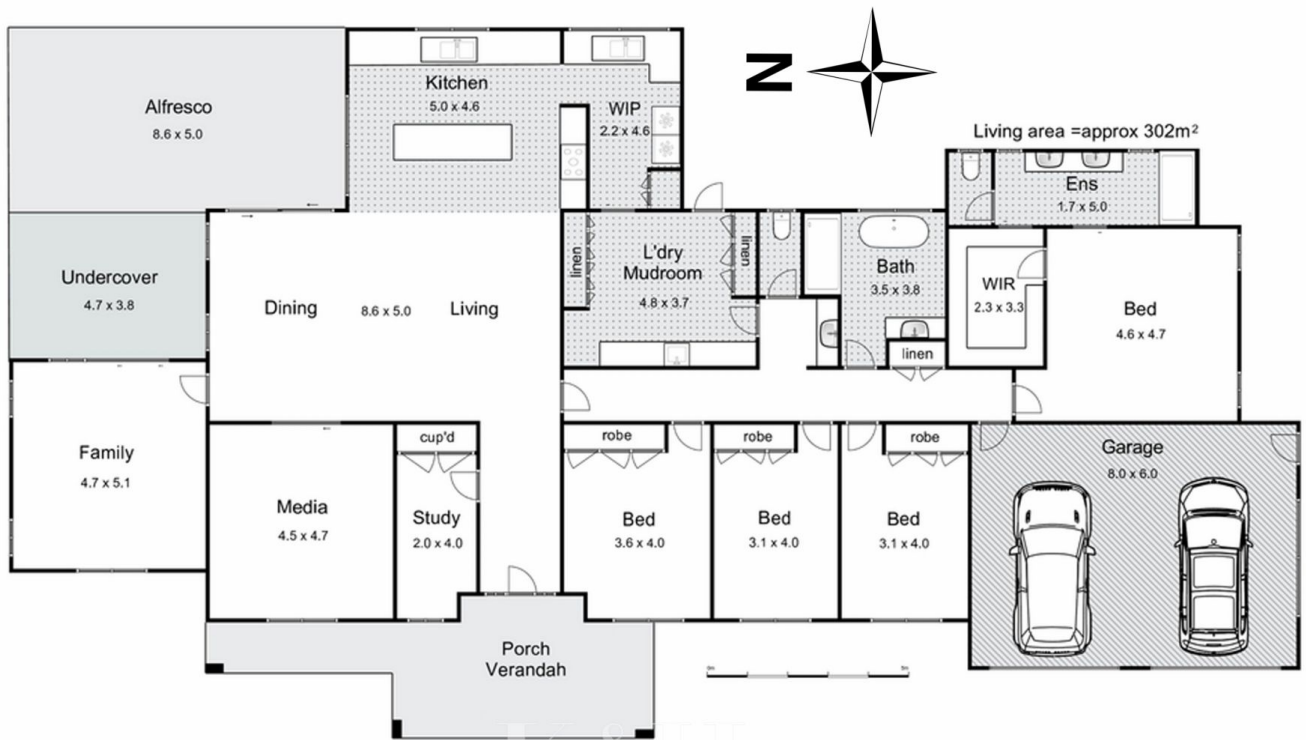 N
Living area =approx 302m²
Alfresco
8.6 x 5.0
Kitchen
5.0 x 4.6
WIP
2.2 x 4.6
Ens
1.7 x 5.0
Undercover
4.7 x 3.8
Dining
8.6 x 5.0
Living
linen
L'dry
Mudroom
4.8 x 3.7
linen
Bath
3.5 x 3.8
linen
WIR
2.3 x 3.3
Bed
4.6 x 4.7
Family
4.7 x 5.1
Media
4.5 x 4.7
cup'd
Study
2.0 x 4.0
robe
Bed
3.6 x 4.0
robe
Bed
3.1 x 4.0
robe
Bed
3.1 x 4.0
Garage
8.0 x 6.0
Porch
Verandah
0m
5m